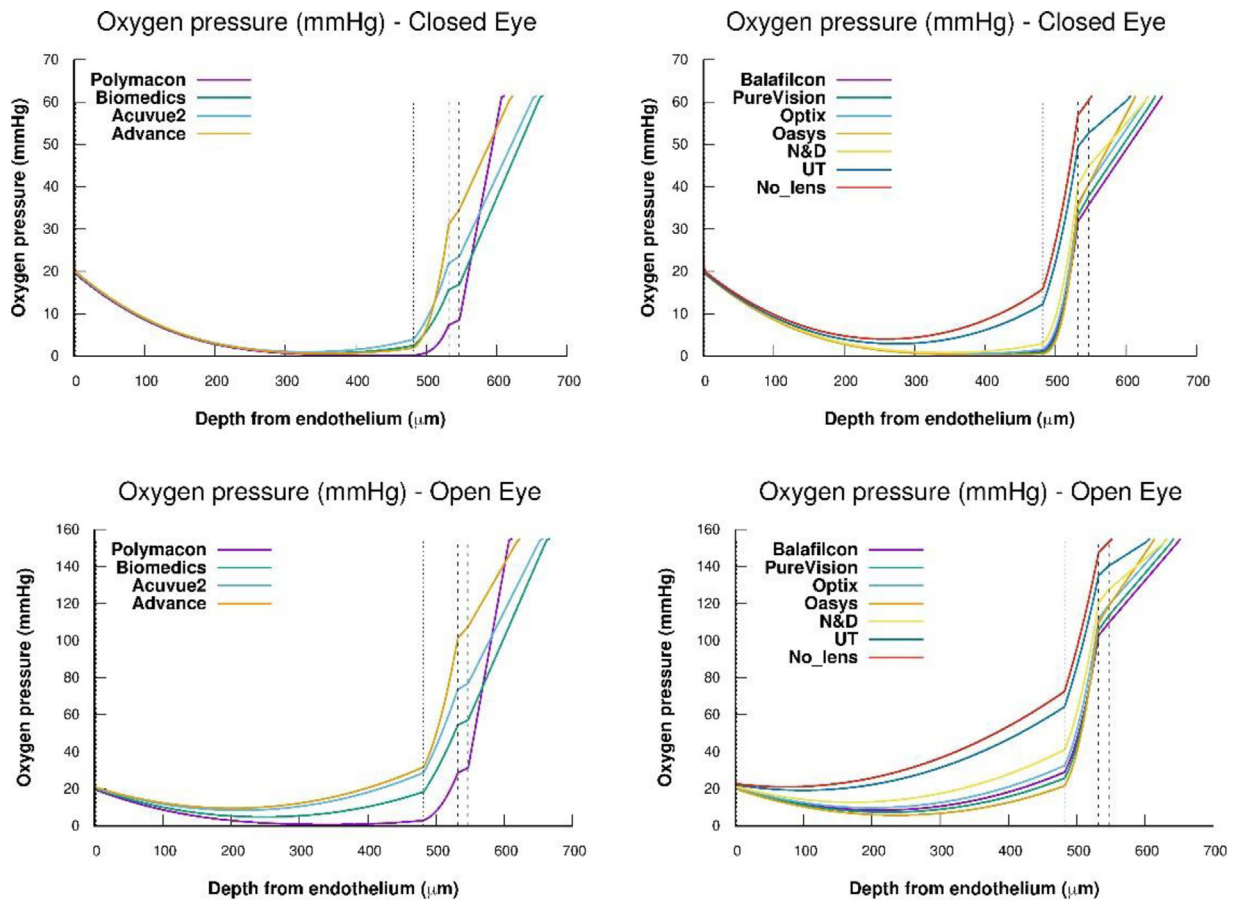 Oxygen pressure (mmHg) - Closed Eye
70
60
50
40
30
20
10
0
Oxygen pressure (mmHg)
Polymacon
Biomedics
Acuvue2
Advance
0 100 200 300 400 500 600 700
Depth from endothelium (μm)
Oxygen pressure (mmHg) - Closed Eye
70
60
50
40
30
20
10
0
Oxygen pressure (mmHg)
Balafilcon
PureVision
Optix
Oasys
N&D
UT
No_lens
0 100 200 300 400 500 600 700
Depth from endothelium (μm)
Oxygen pressure (mmHg) - Open Eye
160
140
120
100
80
60
40
20
0
Oxygen pressure (mmHg)
Polymacon
Biomedics
Acuvue2
Advance
0 100 200 300 400 500 600 700
Depth from endothelium (μm)
Oxygen pressure (mmHg) - Open Eye
160
140
120
100
80
60
40
20
0
Oxygen pressure (mmHg)
Balafilcon
PureVision
Optix
Oasys
N&D
UT
No_lens
0 100 200 300 400 500 600 700
Depth from endothelium (μm)